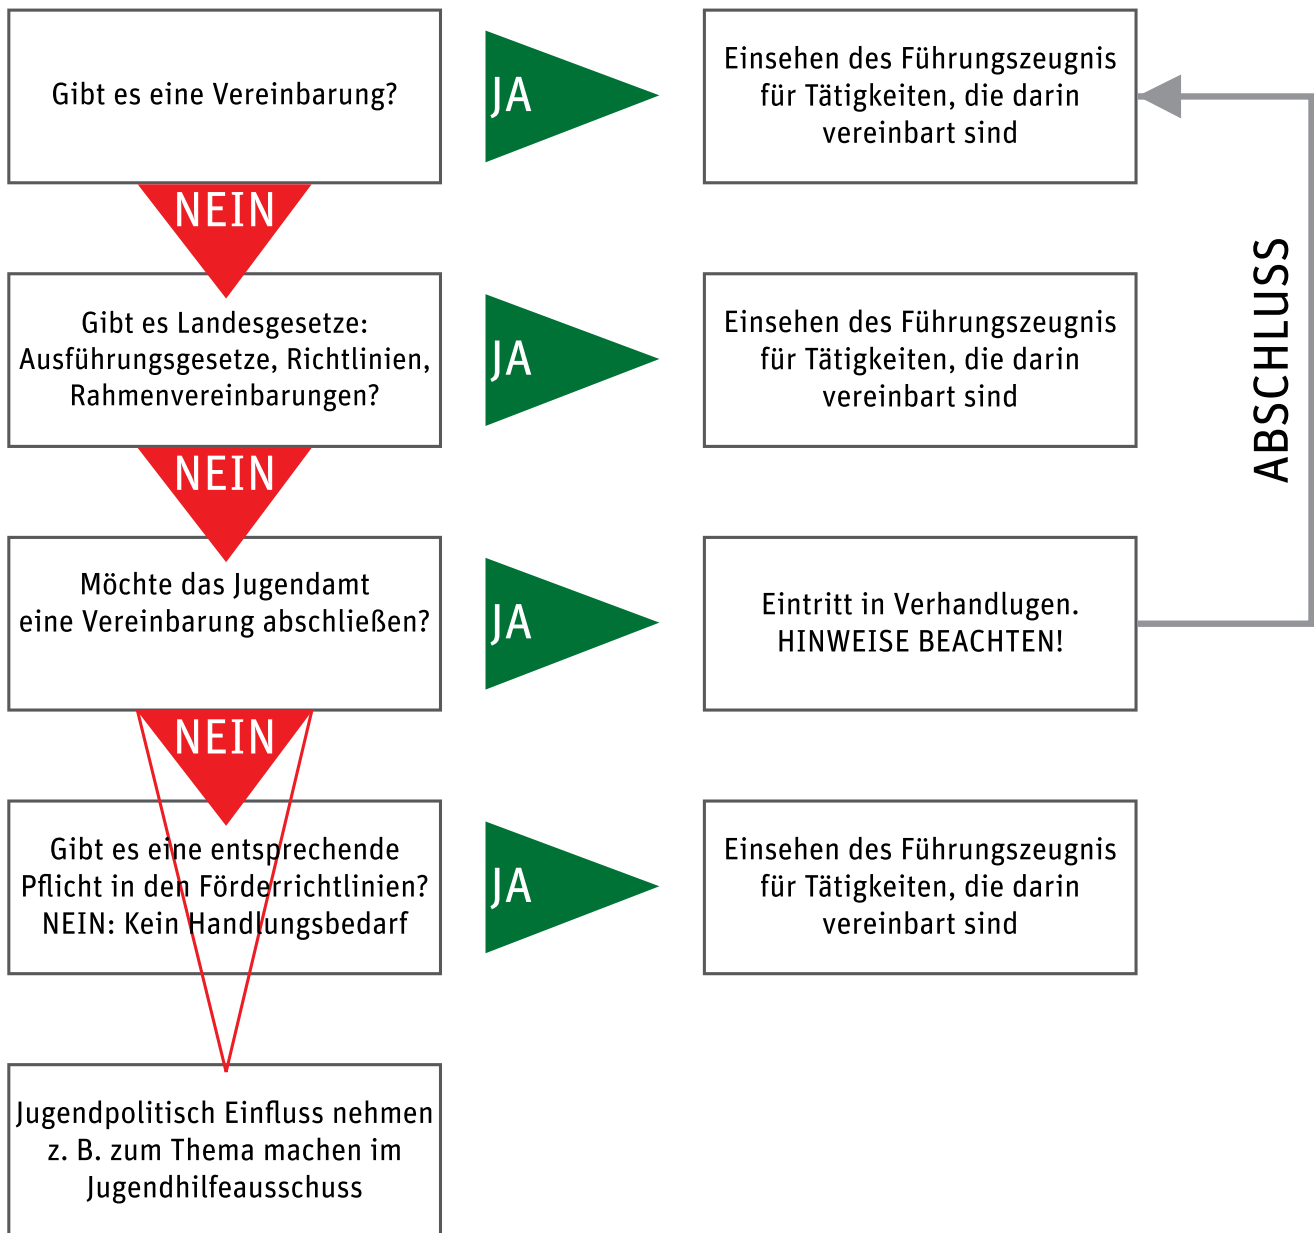 Gibt es eine Vereinbarung?
JA
Einsehen des Führungszeugnis
für Tätigkeiten, die darin
vereinbart sind
NEIN
Gibt es Landesgesetze:
Ausführungsgesetze, Richtlinien,
Rahmenvereinbarungen?
JA
Einsehen des Führungszeugnis
für Tätigkeiten, die darin
vereinbart sind
ABSCHLUSS
NEIN
Möchte das Jugendamt
eine Vereinbarung abschließen?
JA
Eintritt in Verhandlugen.
HINWEISE BEACHTEN!
NEIN
Gibt es eine entsprechende
Pflicht in den Förderrichtlinien?
NEIN: Kein Handlungsbedarf
JA
Einsehen des Führungszeugnis
für Tätigkeiten, die darin
vereinbart sind
Jugendpolitisch Einfluss nehmen
z. B. zum Thema machen im
Jugendhilfeausschuss